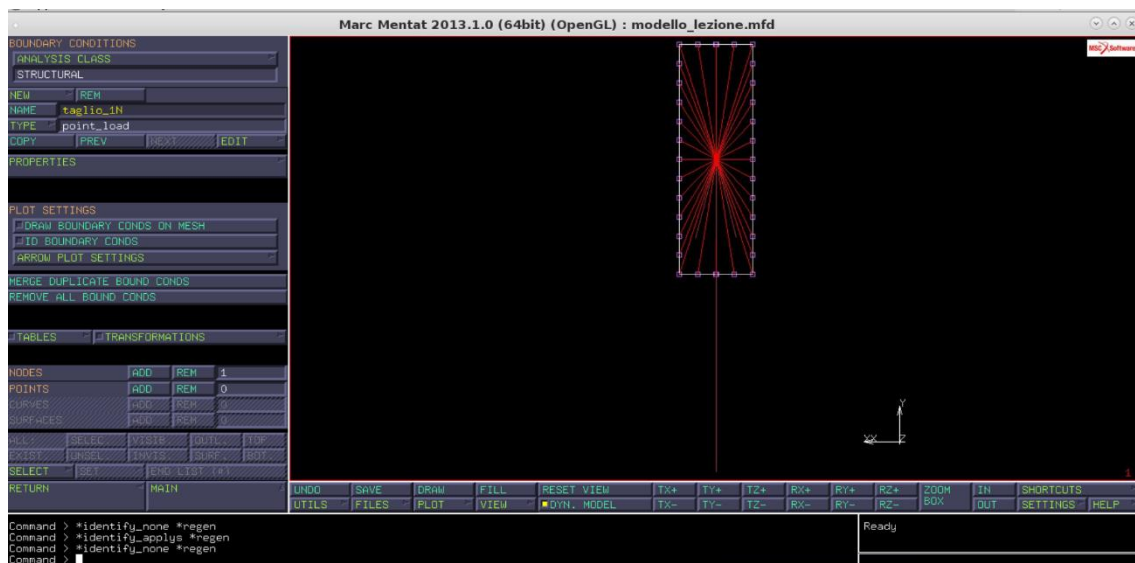 Marc Mentat 2013.1.0 (64bit) (OpenGL) : modello_lezione.mfd
BOUNDARY CONDITIONS
ANALYSIS CLASS
STRUCTURAL
NEW REM
NAME taglio_1N
TYPE point_load
COPY PREV NEXT EDIT
PROPERTIES
PLOT SETTINGS
DRAW BOUNDARY CONDS ON MESH
ID BOUNDARY CONDS
ARROW PLOT SETTINGS
MERGE DUPLICATE BOUND CONDS
REMOVE ALL BOUND CONDS
TABLES TRANSFORMATIONS
NODES ADD REM 1
POINTS ADD REM 0
CURVES ADD REM 0
SURFACES ADD REM 0
ALL: SELEC. VISIB. OUTL. TOP
EXIST. UNSEL. INVIS. SURF. BOT.
SELECT SET END LIST (#)
RETURN MAIN
MSC Software
Y
X Z
1
UNDO SAVE DRAW FILL RESET VIEW TX+ TY+ TZ+ RX+ RY+ RZ+ ZOOM BOX IN SHORTCUTS
UTILS FILES PLOT VIEW DYN. MODEL TX- TY- TZ- RX- RY- RZ- OUT SETTINGS HELP
Command > *identify_none *regen
Command > *identify_applys *regen
Command > *identify_none *regen
Command >
Ready